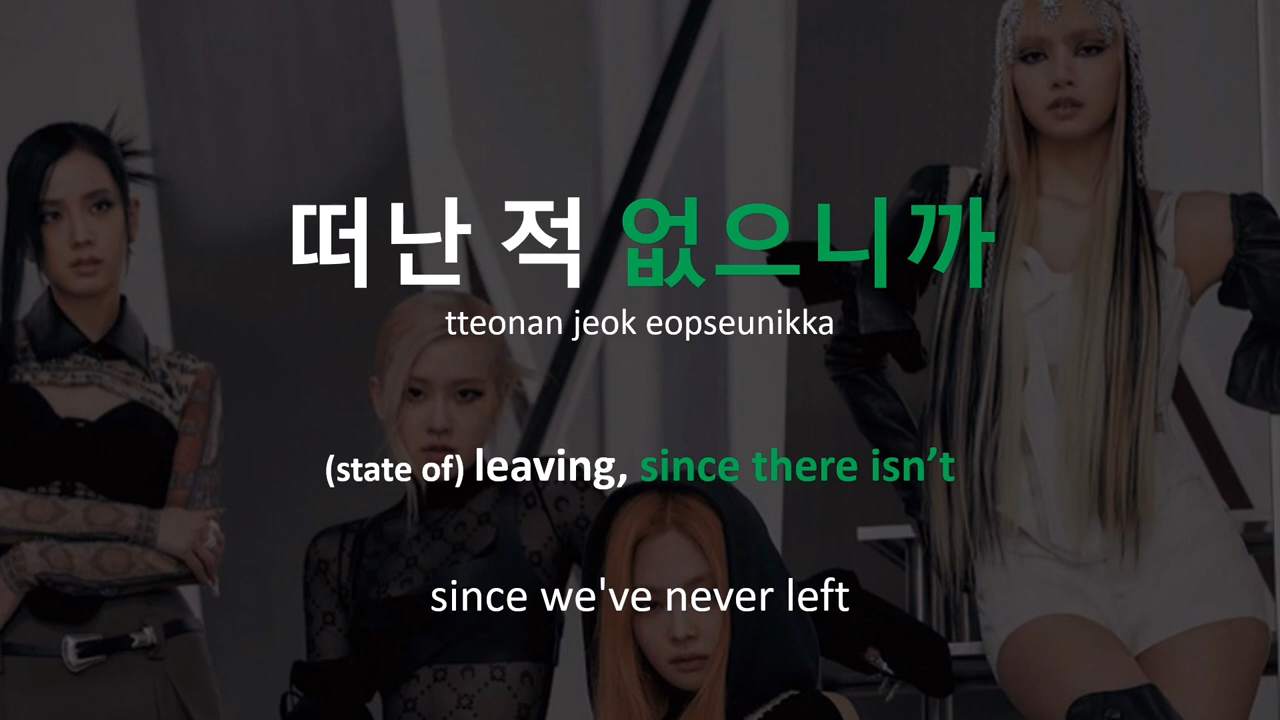 떠난 적 없으니까
tteonan jeok eopseunikka
(state of) leaving, since there isn’t
since we've never left